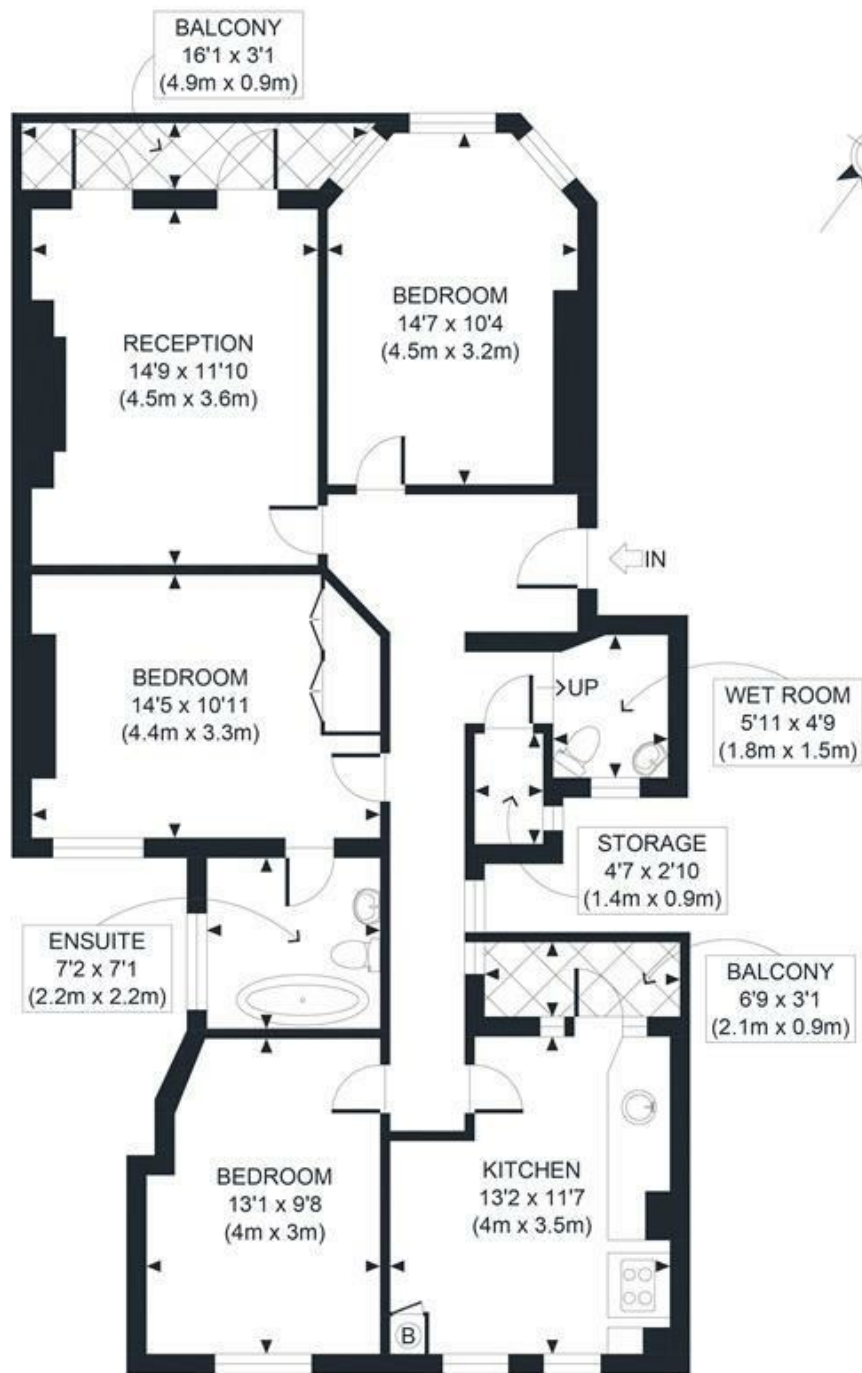 BALCONY
16'1 x 3'1
(4.9m x 0.9m)
BEDROOM
14'7 x 10'4
(4.5m x 3.2m)
RECEPTION
14'9 x 11'10
(4.5m x 3.6m)
IN
BEDROOM
14'5 x 10'11
(4.4m x 3.3m)
UP
WET ROOM
5'11 x 4'9
(1.8m x 1.5m)
STORAGE
4'7 x 2'10
(1.4m x 0.9m)
ENSUITE
7'2 x 7'1
(2.2m x 2.2m)
BALCONY
6'9 x 3'1
(2.1m x 0.9m)
BEDROOM
13'1 x 9'8
(4m x 3m)
KITCHEN
13'2 x 11'7
(4m x 3.5m)
B